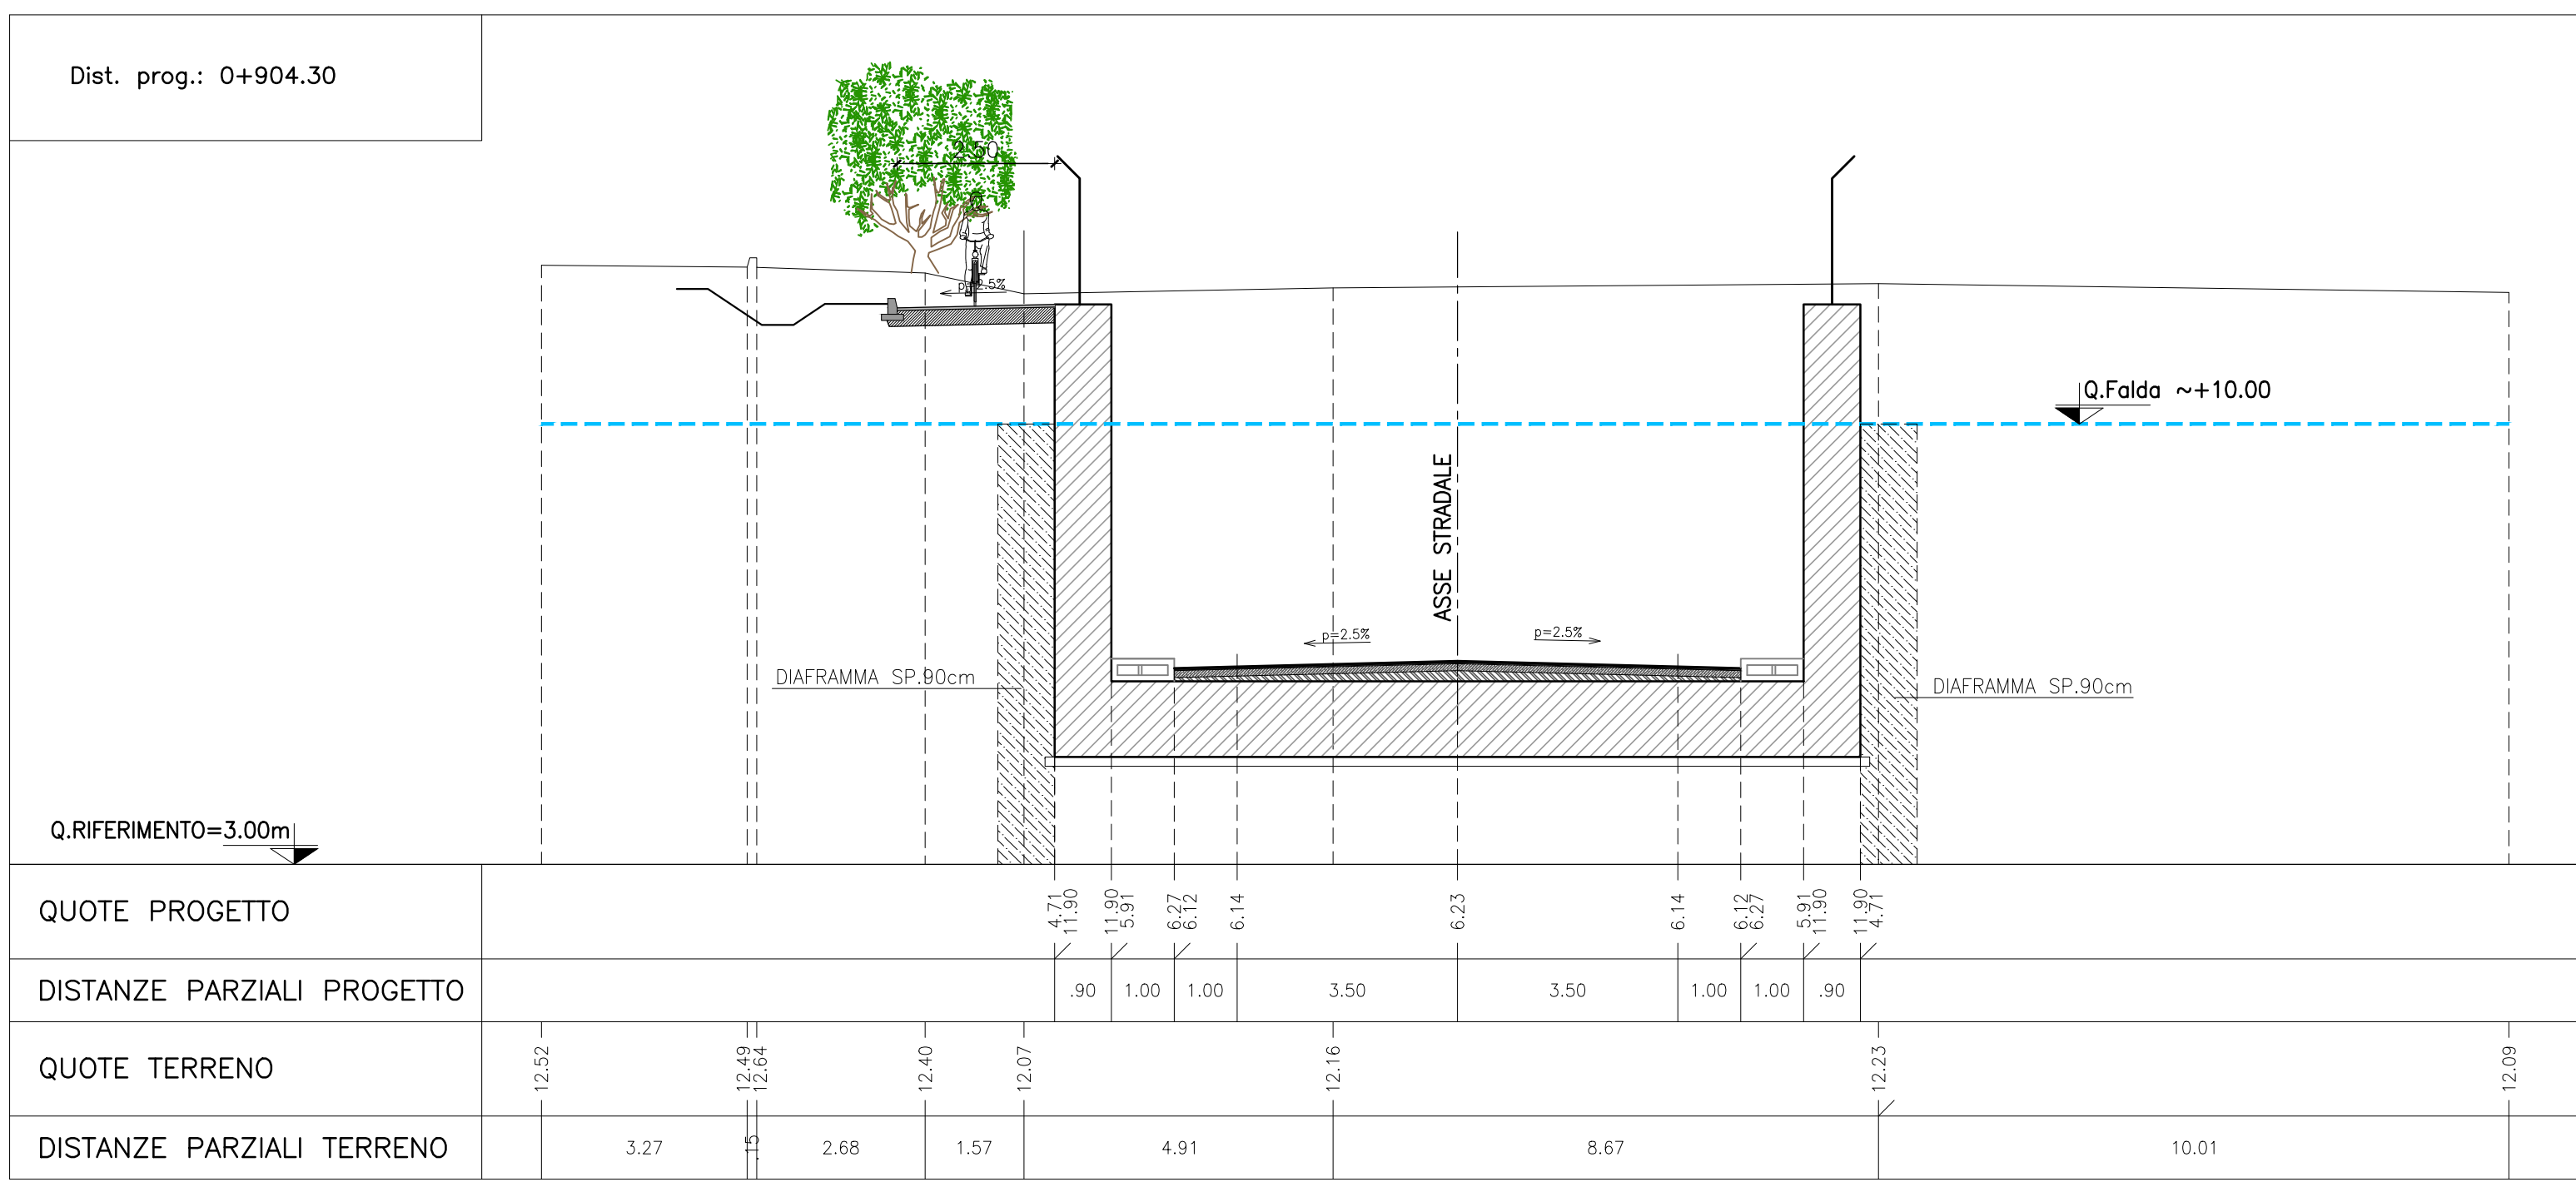 Dist. prog.: 0+904.30
2.50
p=2.5%
Q.Falda ~+10.00
ASSE STRADALE
p=2.5% p=2.5%
DIAFRAMMA SP.90cm
DIAFRAMMA SP.90cm
Q.RIFERIMENTO=3.00m
QUOTE PROGETTO
4.71 11.90 11.90 5.91 6.27 6.12 6.14 6.23 6.14 6.12 6.27 5.91 11.90 11.90 4.71
DISTANZE PARZIALI PROGETTO
.90 1.00 1.00 3.50 3.50 1.00 1.00 .90
QUOTE TERRENO
12.52 12.49 12.64 12.40 12.07 12.16 12.23 12.09
DISTANZE PARZIALI TERRENO
3.27 .15 2.68 1.57 4.91 8.67 10.01